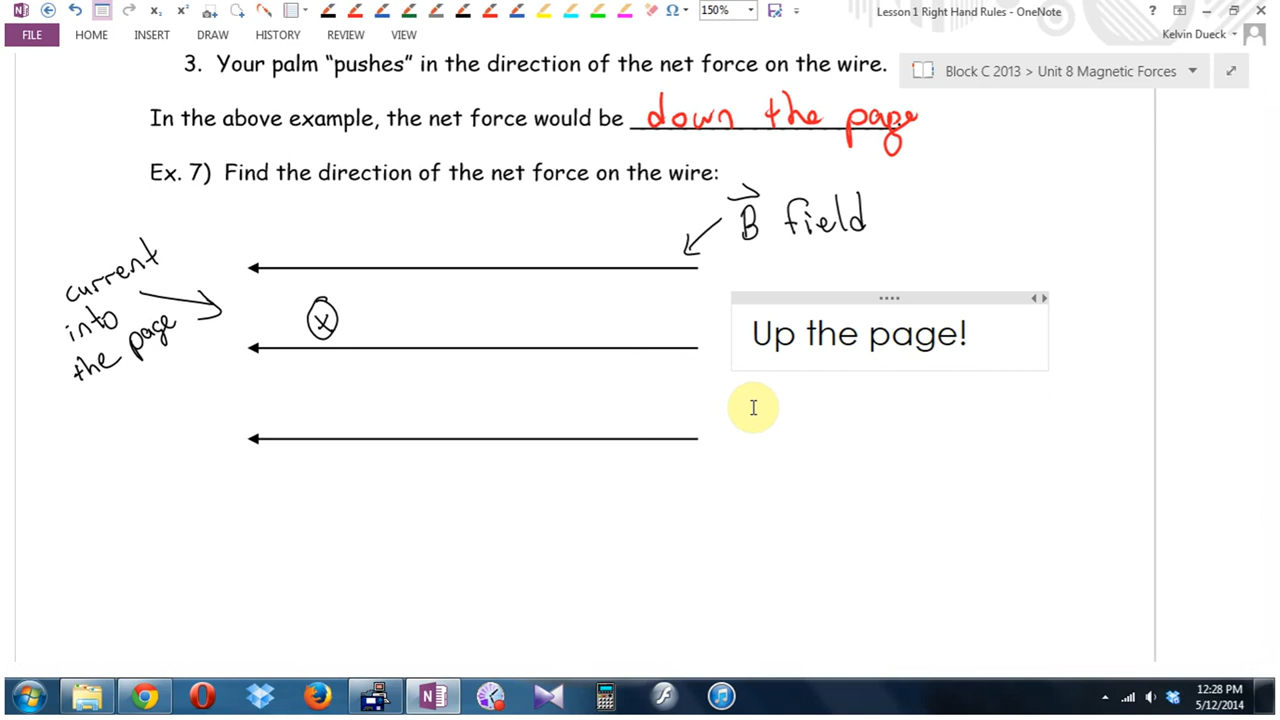 150%
Lesson 1 Right Hand Rules - OneNote
FILE HOME INSERT DRAW HISTORY REVIEW VIEW
Kelvin Dueck
Block C 2013 > Unit 8 Magnetic Forces
3. Your palm “pushes” in the direction of the net force on the wire.
In the above example, the net force would be down the page
Ex. 7) Find the direction of the net force on the wire:
B field
current
into
the page
x
Up the page!
12:28 PM
5/12/2014